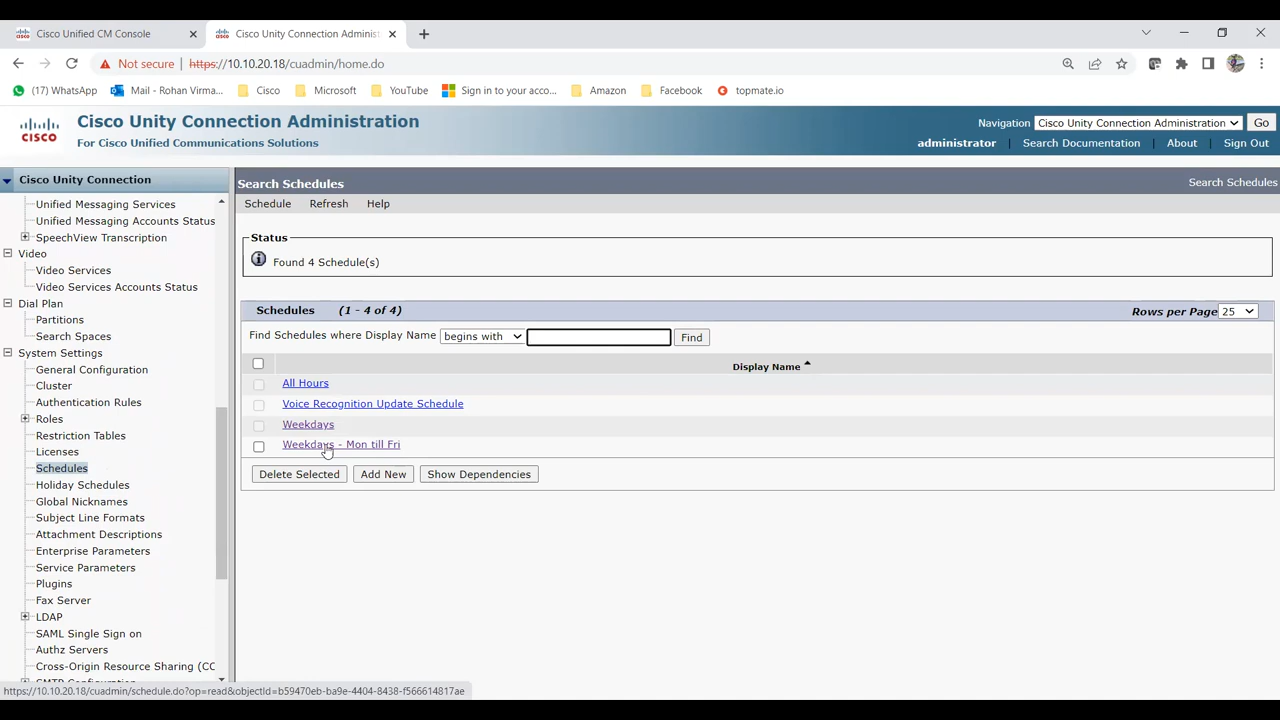 Cisco Unified CM Console
Cisco Unity Connection Administ
Not secure https://10.10.20.18/cuadmin/home.do
(17) WhatsApp Mail - Rohan Virma... Cisco Microsoft YouTube Sign in to your acco... Amazon Facebook topmate.io
Cisco Unity Connection Administration
For Cisco Unified Communications Solutions
CISCO
Navigation Cisco Unity Connection Administration Go
administrator | Search Documentation | About | Sign Out
Cisco Unity Connection
Unified Messaging Services
Unified Messaging Accounts Status
SpeechView Transcription
Video
Video Services
Video Services Accounts Status
Dial Plan
Partitions
Search Spaces
System Settings
General Configuration
Cluster
Authentication Rules
Roles
Restriction Tables
Licenses
Schedules
Holiday Schedules
Global Nicknames
Subject Line Formats
Attachment Descriptions
Enterprise Parameters
Service Parameters
Plugins
Fax Server
LDAP
SAML Single Sign on
Authz Servers
Cross-Origin Resource Sharing (CC
Search Schedules
Search Schedules
Schedule Refresh Help
Status
Found 4 Schedule(s)
Schedules (1 - 4 of 4)
Rows per Page 25
Find Schedules where Display Name begins with Find
Display Name
All Hours
Voice Recognition Update Schedule
Weekdays
Weekdays - Mon till Fri
Delete Selected Add New Show Dependencies
https://10.10.20.18/cuadmin/schedule.do?op=read&objectId=b59470eb-ba9e-4404-8438-f566614817ae